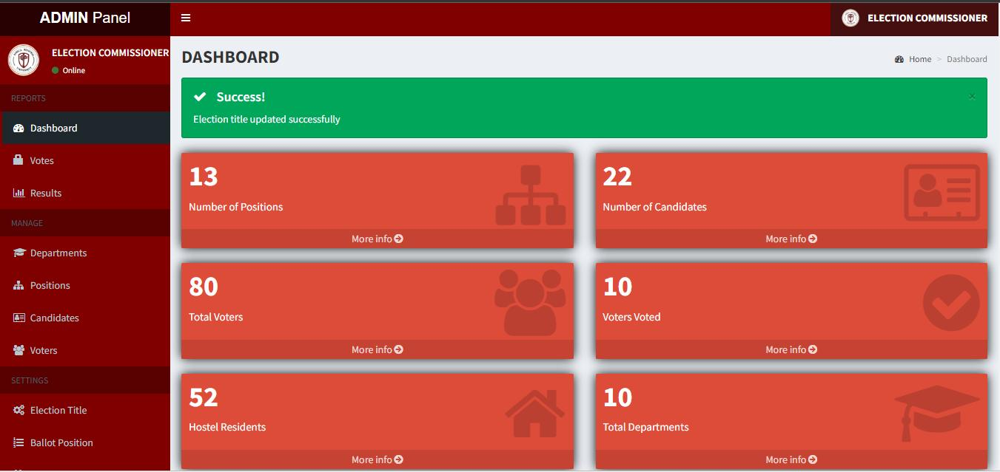 ADMIN Panel
ELECTION COMMISSIONER
ELECTION COMMISSIONER
Online
REPORTS
Dashboard
Votes
Results
MANAGE
Departments
Positions
Candidates
Voters
SETTINGS
Election Title
Ballot Position
DASHBOARD
Home > Dashboard
Success! ×
Election title updated successfully
13
Number of Positions
More info
22
Number of Candidates
More info
80
Total Voters
More info
10
Voters Voted
More info
52
Hostel Residents
More info
10
Total Departments
More info